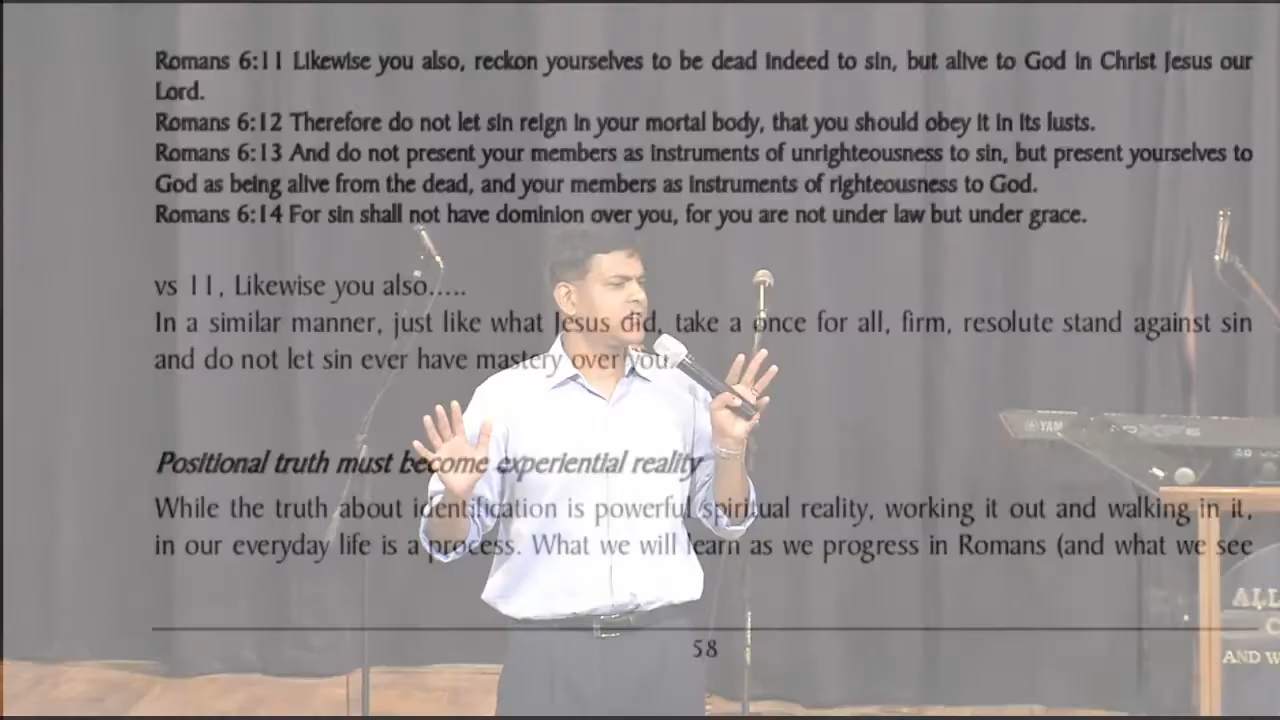 Romans 6:11 Likewise you also, reckon yourselves to be dead indeed to sin, but alive to God in Christ Jesus our
Lord.
Romans 6:12 Therefore do not let sin reign in your mortal body, that you should obey it in its lusts.
Romans 6:13 And do not present your members as instruments of unrighteousness to sin, but present yourselves to
God as being alive from the dead, and your members as instruments of righteousness to God.
Romans 6:14 For sin shall not have dominion over you, for you are not under law but under grace.
vs 11, Likewise you also.....
In a similar manner, just like what Jesus did, take a once for all, firm, resolute stand against sin
and do not let sin ever have mastery over you.
Positional truth must become experiential reality
While the truth about identification is powerful spiritual reality, working it out and walking in it,
in our everyday life is a process. What we will learn as we progress in Romans (and what we see
58
YAM
ALL
AND W